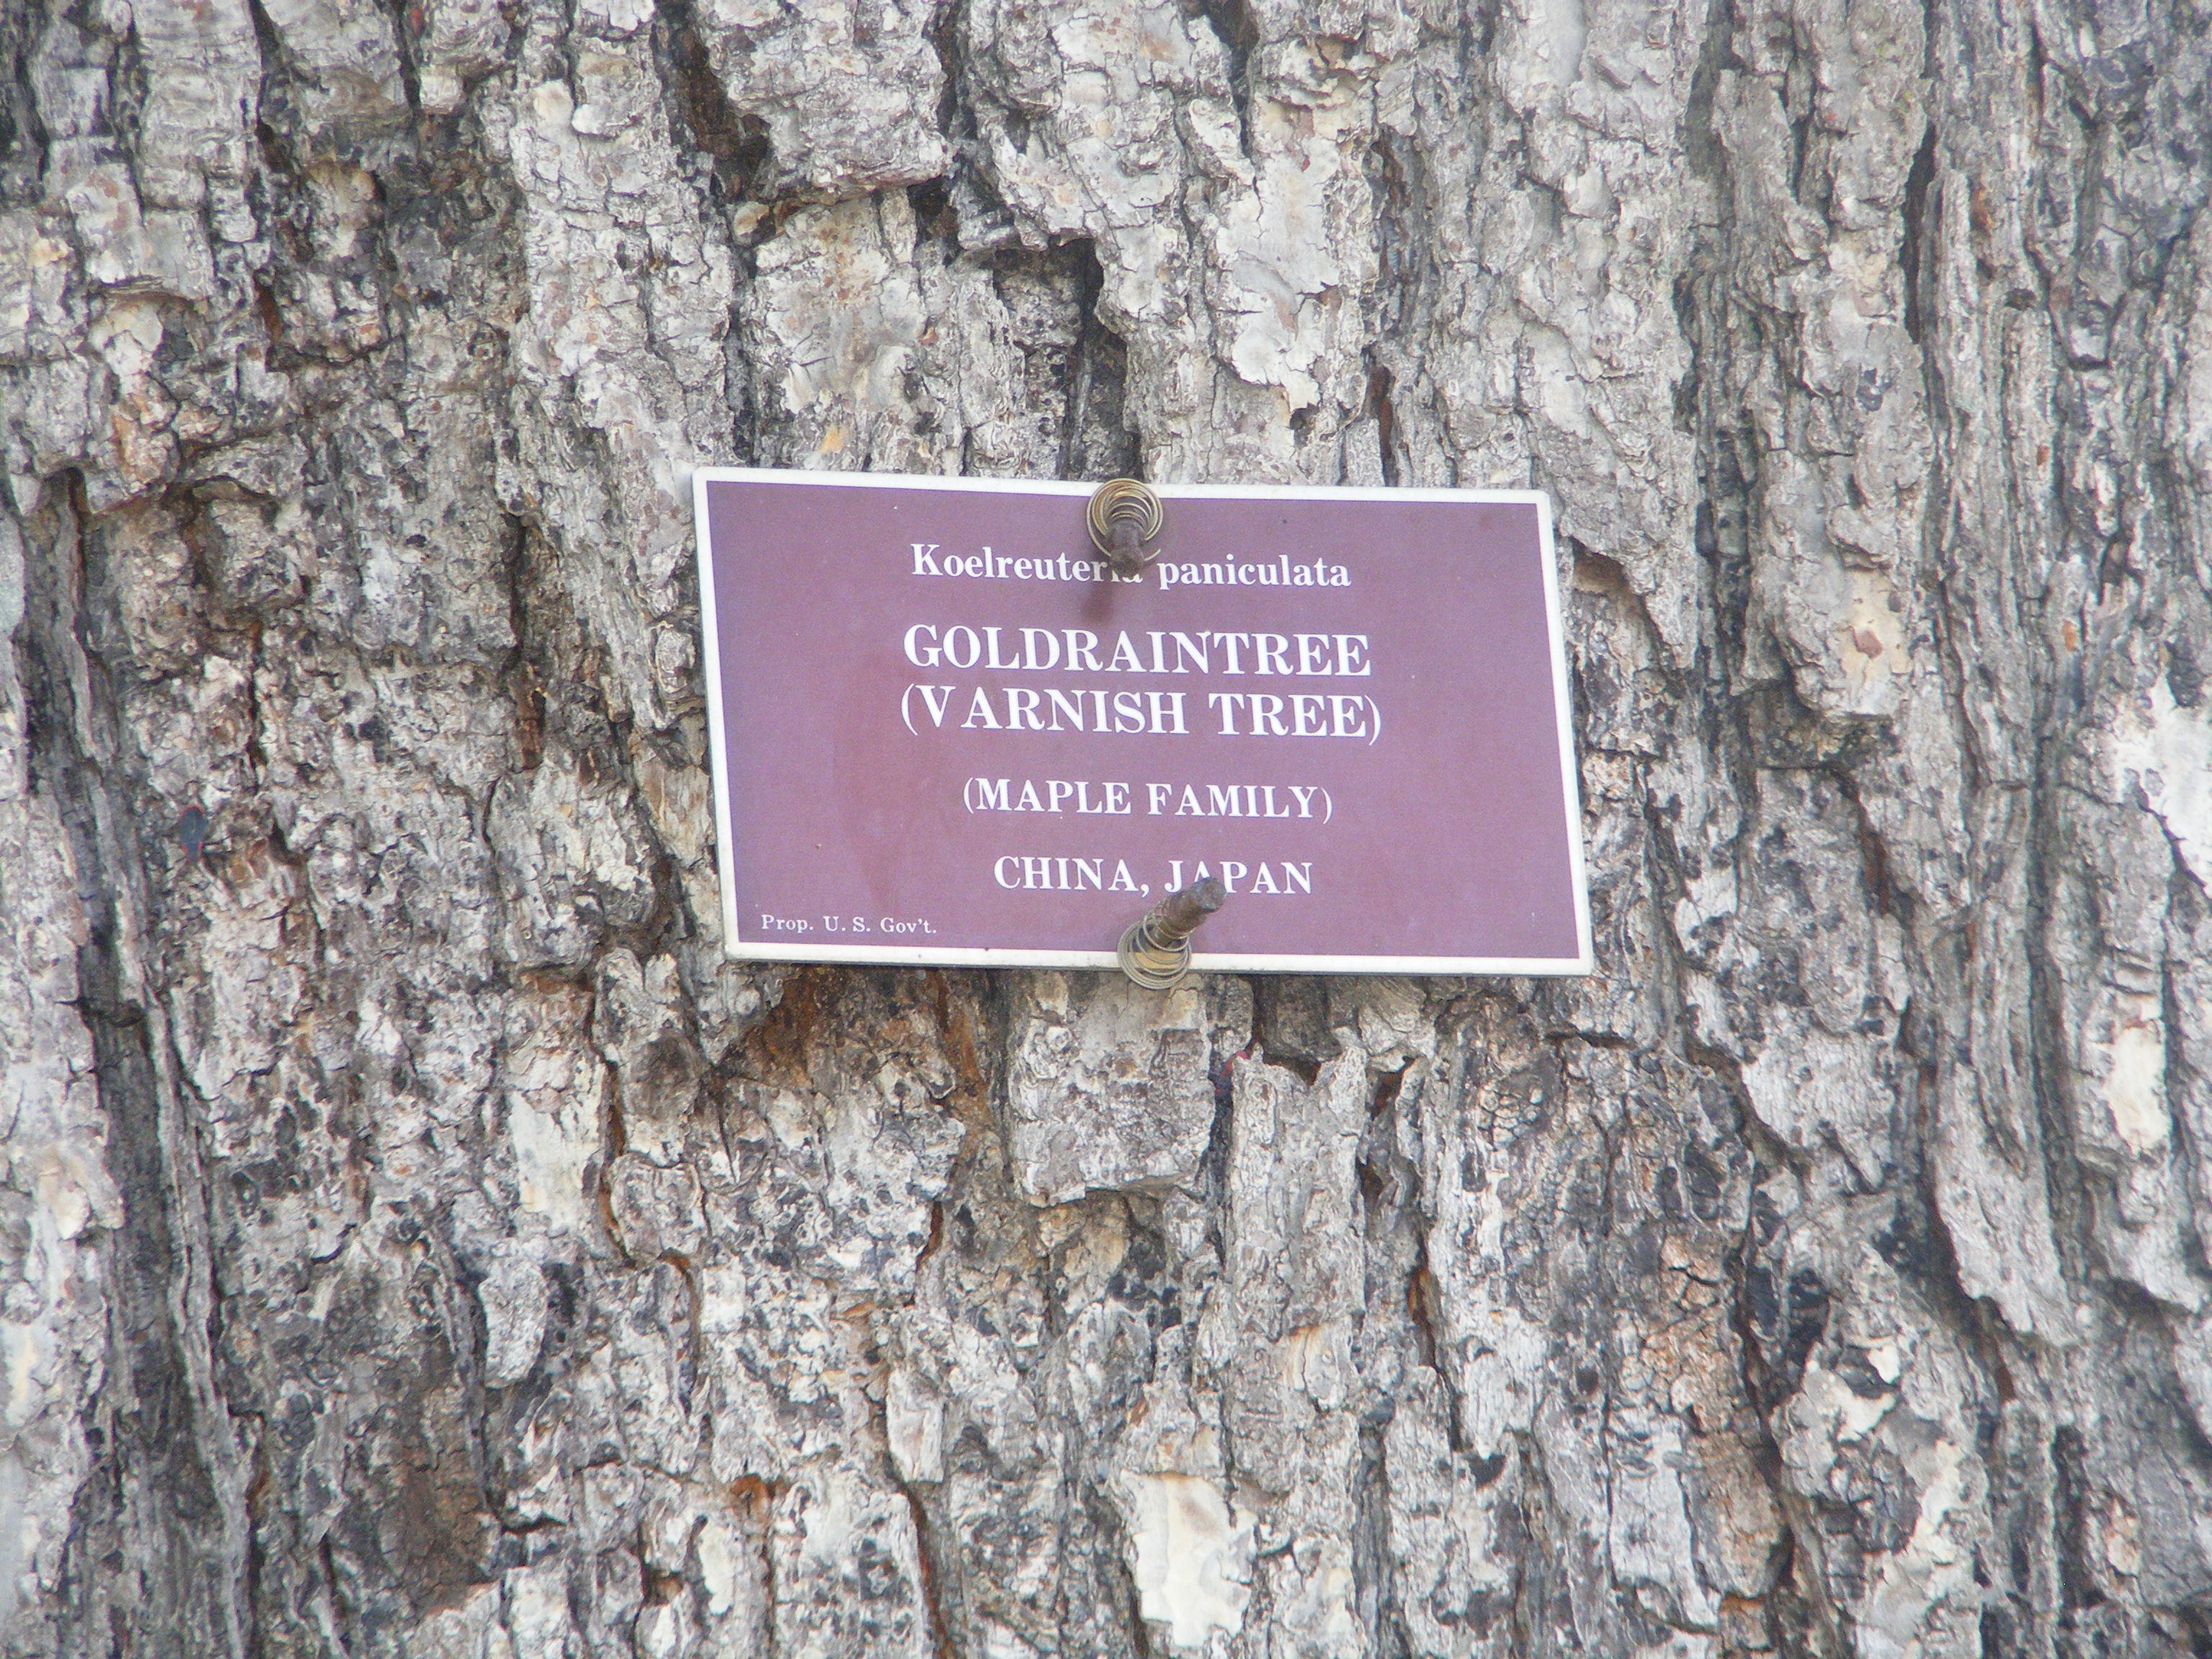 Koelreuteria paniculata
GOLDRAINTREE
(VARNISH TREE)
(MAPLE FAMILY)
CHINA, JAPAN
Prop. U. S. Gov't.